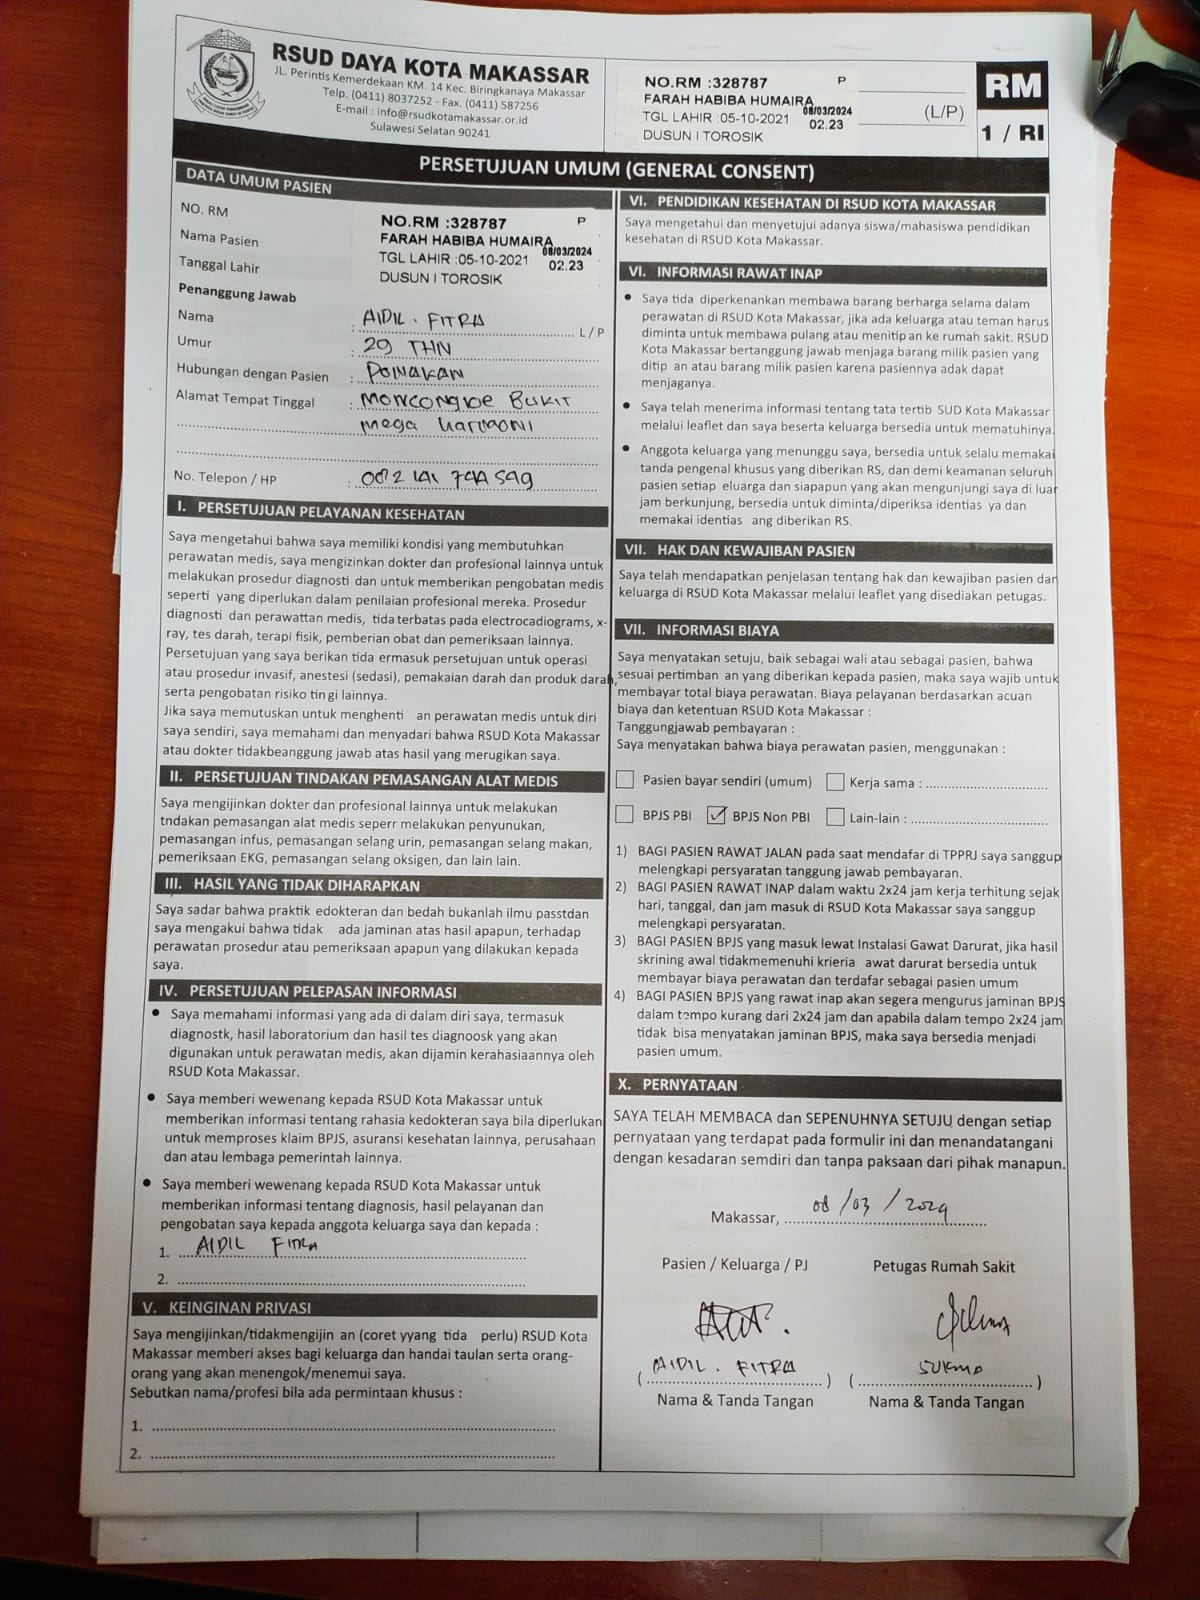 RSUD DAYA KOTA MAKASSAR
JL. Perintis Kemerdekaan KM. 14 Kec. Biringkanaya Makassar
Telp. (0411) 8037252 - Fax. (0411) 587256
E-mail : info@rsudkotamakassar.or.id
Sulawesi Selatan 90241
NO.RM :328787 P
FARAH HABIBA HUMAIRA
TGL LAHIR :05-10-2021 08/03/2024
DUSUN I TOROSIK 02.23
(L/P)
RM
1 / RI
PERSETUJUAN UMUM (GENERAL CONSENT)
DATA UMUM PASIEN
NO. RM
Nama Pasien
Tanggal Lahir
NO.RM :328787 P
FARAH HABIBA HUMAIRA
TGL LAHIR :05-10-2021 08/03/2024
DUSUN I TOROSIK 02.23
Penanggung Jawab
Nama : AIDIL . FITRA L / P
Umur : 29 THN
Hubungan dengan Pasien : PONAKAN
Alamat Tempat Tinggal : MONCONGLOE BUKIT
Mega HARMONI
No. Telepon / HP :
I. PERSETUJUAN PELAYANAN KESEHATAN
Saya mengetahui bahwa saya memiliki kondisi yang membutuhkan
perawatan medis, saya mengizinkan dokter dan profesional lainnya untuk
melakukan prosedur diagnosti dan untuk memberikan pengobatan medis
seperti yang diperlukan dalam penilaian profesional mereka. Prosedur
diagnosti dan perawattan medis, tida terbatas pada electrocadiograms, x-
ray, tes darah, terapi fisik, pemberian obat dan pemeriksaan lainnya.
Persetujuan yang saya berikan tida ermasuk persetujuan untuk operasi
atau prosedur invasif, anestesi (sedasi), pemakaian darah dan produk darah,
serta pengobatan risiko tin gi lainnya.
Jika saya memutuskan untuk menghenti an perawatan medis untuk diri
saya sendiri, saya memahami dan menyadari bahwa RSUD Kota Makassar
atau dokter tidakbeanggung jawab atas hasil yang merugikan saya.
II. PERSETUJUAN TINDAKAN PEMASANGAN ALAT MEDIS
Saya mengijinkan dokter dan profesional lainnya untuk melakukan
tndakan pemasangan alat medis seperr melakukan penyunukan,
pemasangan infus, pemasangan selang urin, pemasangan selang makan,
pemeriksaan EKG, pemasangan selang oksigen, dan lain lain.
III. HASIL YANG TIDAK DIHARAPKAN
Saya sadar bahwa praktik edokteran dan bedah bukanlah ilmu passtdan
saya mengakui bahwa tidak ada jaminan atas hasil apapun, terhadap
perawatan prosedur atau pemeriksaan apapun yang dilakukan kepada
saya.
IV. PERSETUJUAN PELEPASAN INFORMASI
• Saya memahami informasi yang ada di dalam diri saya, termasuk
diagnostk, hasil laboratorium dan hasil tes diagnoosk yang akan
digunakan untuk perawatan medis, akan dijamin kerahasiaannya oleh
RSUD Kota Makassar.
• Saya memberi wewenang kepada RSUD Kota Makassar untuk
memberikan informasi tentang rahasia kedokteran saya bila diperlukan
untuk memproses klaim BPJS, asuransi kesehatan lainnya, perusahaan
dan atau lembaga pemerintah lainnya.
• Saya memberi wewenang kepada RSUD Kota Makassar untuk
memberikan informasi tentang diagnosis, hasil pelayanan dan
pengobatan saya kepada anggota keluarga saya dan kepada :
1. AIDIL FITRA
2.
V. KEINGINAN PRIVASI
Saya mengijinkan/tidakmengijin an (coret yyang tida perlu) RSUD Kota
Makassar memberi akses bagi keluarga dan handai taulan serta orang-
orang yang akan menengok/menemui saya.
Sebutkan nama/profesi bila ada permintaan khusus :
1.
2.
VI. PENDIDIKAN KESEHATAN DI RSUD KOTA MAKASSAR
Saya mengetahui dan menyetujui adanya siswa/mahasiswa pendidikan
kesehatan di RSUD Kota Makassar.
VI. INFORMASI RAWAT INAP
• Saya tida diperkenankan membawa barang berharga selama dalam
perawatan di RSUD Kota Makassar, jika ada keluarga atau teman harus
diminta untuk membawa pulang atau menitip an ke rumah sakit. RSUD
Kota Makassar bertanggung jawab menjaga barang milik pasien yang
ditip an atau barang milik pasien karena pasiennya adak dapat
menjaganya.
• Saya telah menerima informasi tentang tata tertib SUD Kota Makassar
melalui leaflet dan saya beserta keluarga bersedia untuk mematuhinya.
• Anggota keluarga yang menunggu saya, bersedia untuk selalu memakai
tanda pengenal khusus yang diberikan RS, dan demi keamanan seluruh
pasien setiap eluarga dan siapapun yang akan mengunjungi saya di luar
jam berkunjung, bersedia untuk diminta/diperiksa identias ya dan
memakai identias ang diberikan RS.
VII. HAK DAN KEWAJIBAN PASIEN
Saya telah mendapatkan penjelasan tentang hak dan kewajiban pasien dan
keluarga di RSUD Kota Makassar melalui leaflet yang disediakan petugas.
VII. INFORMASI BIAYA
Saya menyatakan setuju, baik sebagai wali atau sebagai pasien, bahwa
sesuai pertimban an yang diberikan kepada pasien, maka saya wajib untuk
membayar total biaya perawatan. Biaya pelayanan berdasarkan acuan
biaya dan ketentuan RSUD Kota Makassar :
Tanggungjawab pembayaran :
Saya menyatakan bahwa biaya perawatan pasien, menggunakan :
Pasien bayar sendiri (umum) Kerja sama :
BPJS PBI ✓ BPJS Non PBI Lain-lain :
1) BAGI PASIEN RAWAT JALAN pada saat mendafar di TPPRJ saya sanggup
melengkapi persyaratan tanggung jawab pembayaran.
2) BAGI PASIEN RAWAT INAP dalam waktu 2x24 jam kerja terhitung sejak
hari, tanggal, dan jam masuk di RSUD Kota Makassar saya sanggup
melengkapi persyaratan.
3) BAGI PASIEN BPJS yang masuk lewat Instalasi Gawat Darurat, jika hasil
skrining awal tidakmemenuhi krieria awat darurat bersedia untuk
membayar biaya perawatan dan terdafar sebagai pasien umum
4) BAGI PASIEN BPJS yang rawat inap akan segera mengurus jaminan BPJS
dalam tempo kurang dari 2x24 jam dan apabila dalam tempo 2x24 jam
tidak bisa menyatakan jaminan BPJS, maka saya bersedia menjadi
pasien umum.
X. PERNYATAAN
SAYA TELAH MEMBACA dan SEPENUHNYA SETUJU dengan setiap
pernyataan yang terdapat pada formulir ini dan menandatangani
dengan kesadaran semdiri dan tanpa paksaan dari pihak manapun.
Makassar, 08 / 03 / 2024
Pasien / Keluarga / PJ Petugas Rumah Sakit
( AIDIL . FITRA ) ( SUKMA )
Nama & Tanda Tangan Nama & Tanda Tangan